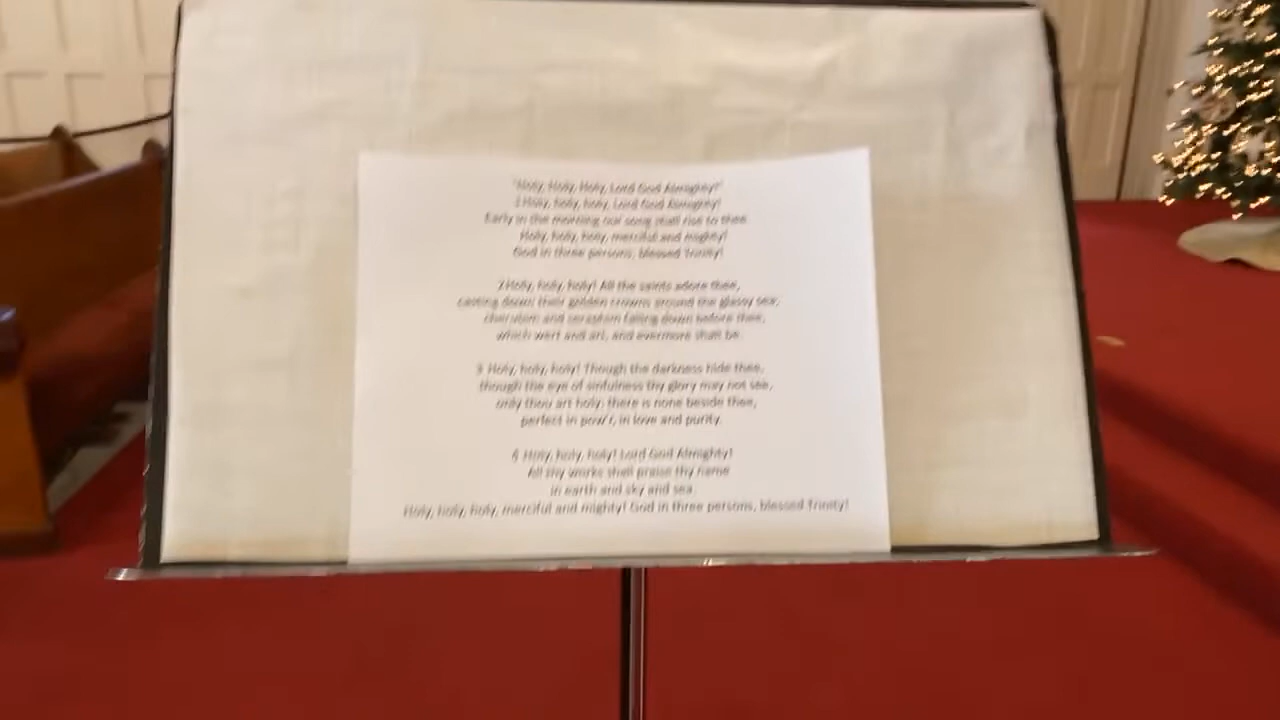 "Holy, Holy, Holy, Lord God Almighty!"
1 Holy, holy, holy, Lord God Almighty!
Early in the morning our song shall rise to thee.
Holy, holy, holy, merciful and mighty!
God in three persons, blessed Trinity!
2 Holy, holy, holy! All the saints adore thee,
casting down their golden crowns around the glassy sea;
cherubim and seraphim falling down before thee,
which wert and art, and evermore shall be.
3 Holy, holy, holy! Though the darkness hide thee,
though the eye of sinfulness thy glory may not see,
only thou art holy; there is none beside thee,
perfect in pow'r, in love and purity.
Holy, holy, holy! Lord God Almighty!
All thy works shall praise thy name
in earth and sky and sea.
Holy, holy, holy, merciful and mighty! God in three persons, blessed Trinity!